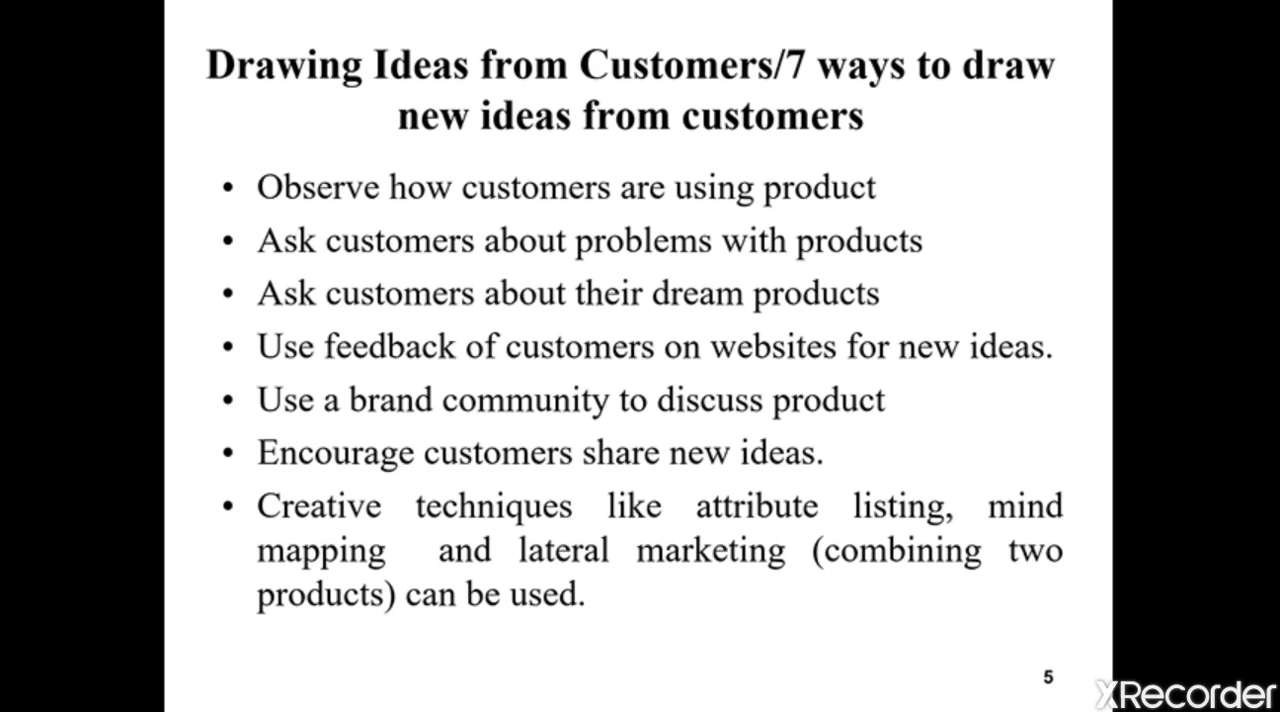 Drawing Ideas from Customers/7 ways to draw
new ideas from customers
• Observe how customers are using product
• Ask customers about problems with products
• Ask customers about their dream products
• Use feedback of customers on websites for new ideas.
• Use a brand community to discuss product
• Encourage customers share new ideas.
• Creative techniques like attribute listing, mind
mapping and lateral marketing (combining two
products) can be used.
5
XRecorder